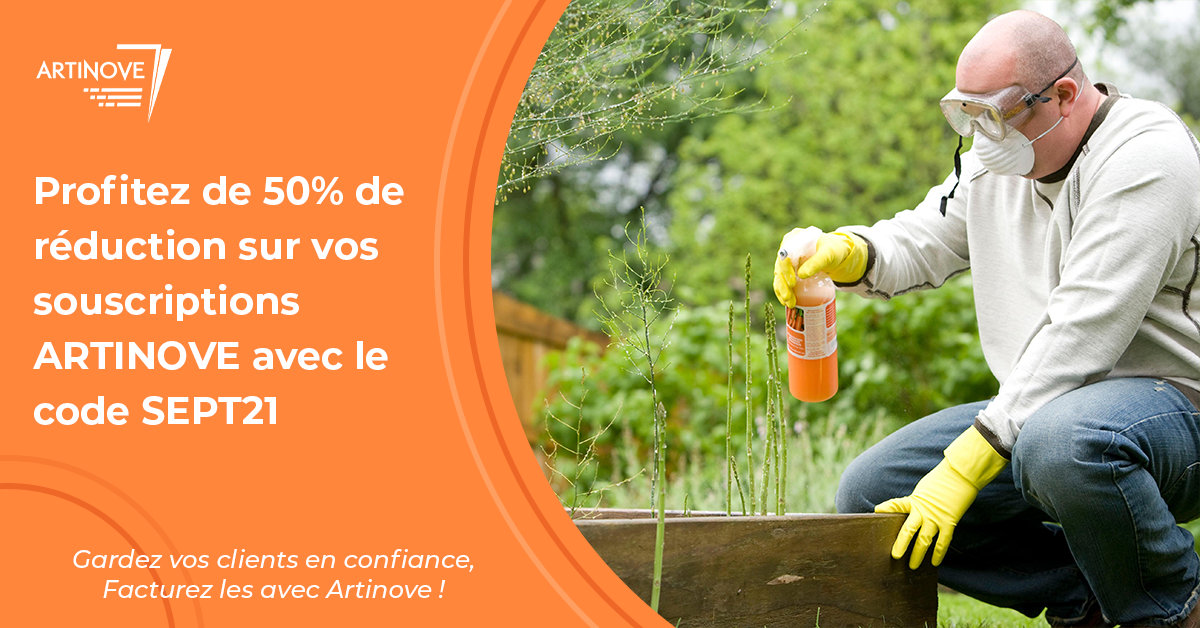 ARTINOVE
Profitez de 50% de
réduction sur vos
souscriptions
ARTINOVE avec le
code SEPT21
Gardez vos clients en confiance,
Facturez les avec Artinove !